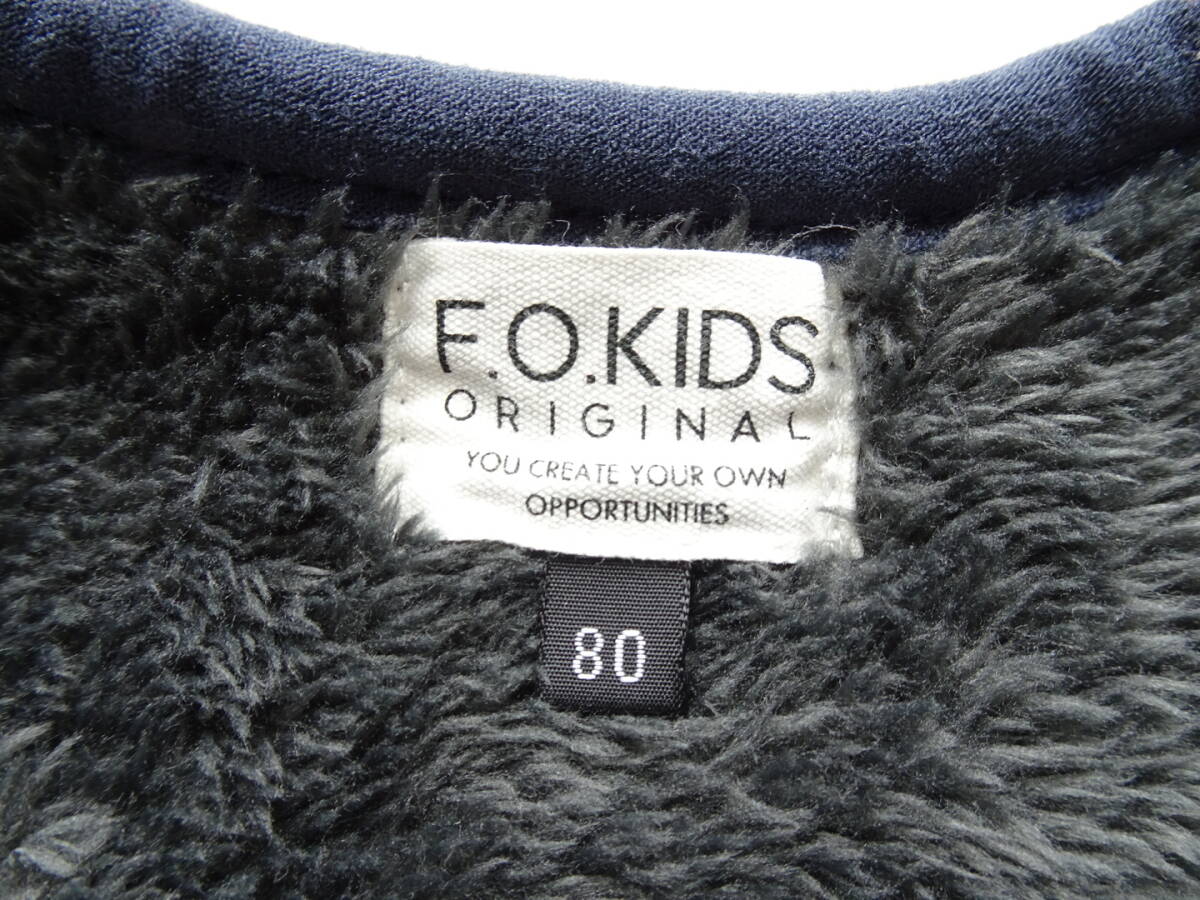 F.O.KIDS
ORIGINAL
YOU CREATE YOUR OWN
OPPORTUNITIES
80